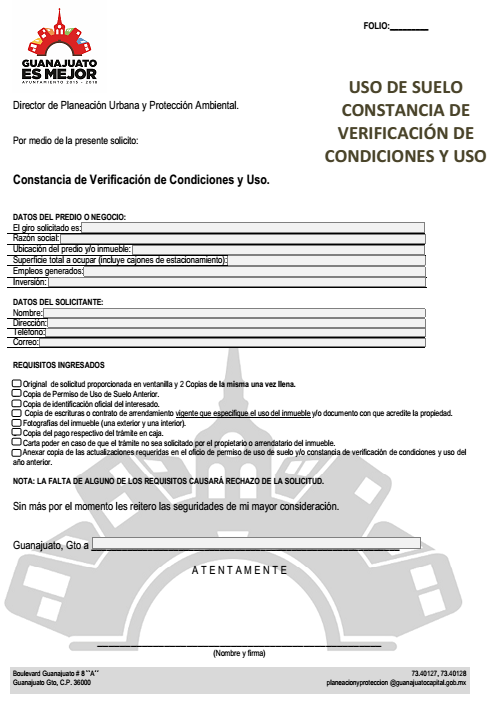 FOLIO:________
GUANAJUATO
ES MEJOR
AYUNTAMIENTO 2015 - 2018
USO DE SUELO
CONSTANCIA DE
VERIFICACIÓN DE
CONDICIONES Y USO
Director de Planeación Urbana y Protección Ambiental.
Por medio de la presente solicito:
Constancia de Verificación de Condiciones y Uso.
DATOS DEL PREDIO O NEGOCIO:
El giro solicitado es:
Razón social:
Ubicación del predio y/o inmueble:
Superficie total a ocupar (incluye cajones de estacionamiento):
Empleos generados:
Inversión:
DATOS DEL SOLICITANTE:
Nombre:
Dirección:
Teléfono:
Correo:
REQUISITOS INGRESADOS
Original de solicitud proporcionada en ventanilla y 2 Copias de la misma una vez llena.
Copia de Permiso de Uso de Suelo Anterior.
Copia de identificación oficial del interesado.
Copia de escrituras o contrato de arrendamiento vigente que especifique el uso del inmueble y/o documento con que acredite la propiedad.
Fotografías del inmueble (una exterior y una interior).
Copia del pago respectivo del trámite en caja.
Carta poder en caso de que el trámite no sea solicitado por el propietario o arrendatario del inmueble.
Anexar copia de las actualizaciones requeridas en el oficio de permiso de uso de suelo y/o constancia de verificación de condiciones y uso del
año anterior.
NOTA: LA FALTA DE ALGUNO DE LOS REQUISITOS CAUSARÁ RECHAZO DE LA SOLICITUD.
Sin más por el momento les reitero las seguridades de mi mayor consideración.
Guanajuato, Gto a
A T E N T A M E N T E
(Nombre y firma)
Boulevard Guanajuato # 8 ¨A¨
Guanajuato Gto, C.P. 36000
73.40127, 73.40128
planeacionyproteccion @guanajuatocapital.gob.mx